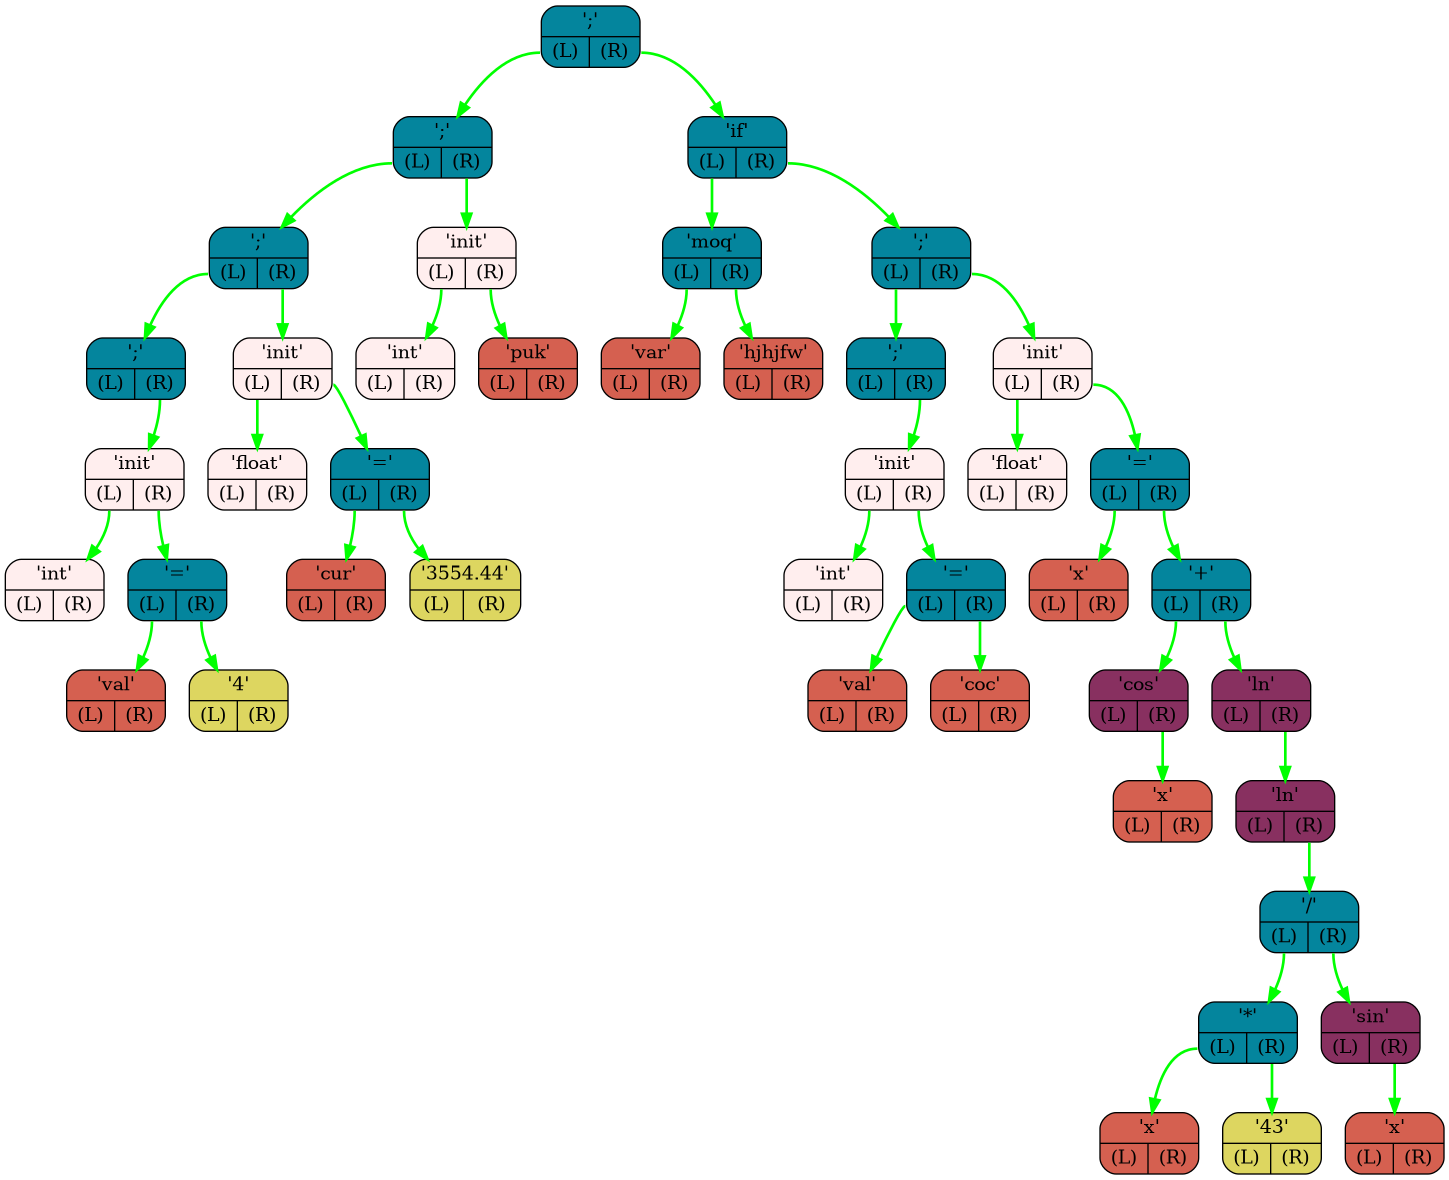 ';'
(L) (R)
';' 'if'
(L) (R) (L) (R)
';' 'init' 'moq' ';'
(L) (R) (L) (R) (L) (R) (L) (R)
';' 'init' 'int' 'puk' 'var' 'hjhjfw' ';' 'init'
(L) (R) (L) (R) (L) (R) (L) (R) (L) (R) (L) (R) (L) (R) (L) (R)
'init' 'float' '=' 'init' 'float' '='
(L) (R) (L) (R) (L) (R) (L) (R) (L) (R) (L) (R)
'int' '=' 'cur' '3554.44' 'int' '=' 'x' '+'
(L) (R) (L) (R) (L) (R) (L) (R) (L) (R) (L) (R) (L) (R) (L) (R)
'val' '4' 'val' 'coc' 'cos' 'ln'
(L) (R) (L) (R) (L) (R) (L) (R) (L) (R) (L) (R)
'x' 'ln'
(L) (R) (L) (R)
'/'
(L) (R)
'*' 'sin'
(L) (R) (L) (R)
'x' '43' 'x'
(L) (R) (L) (R) (L) (R)